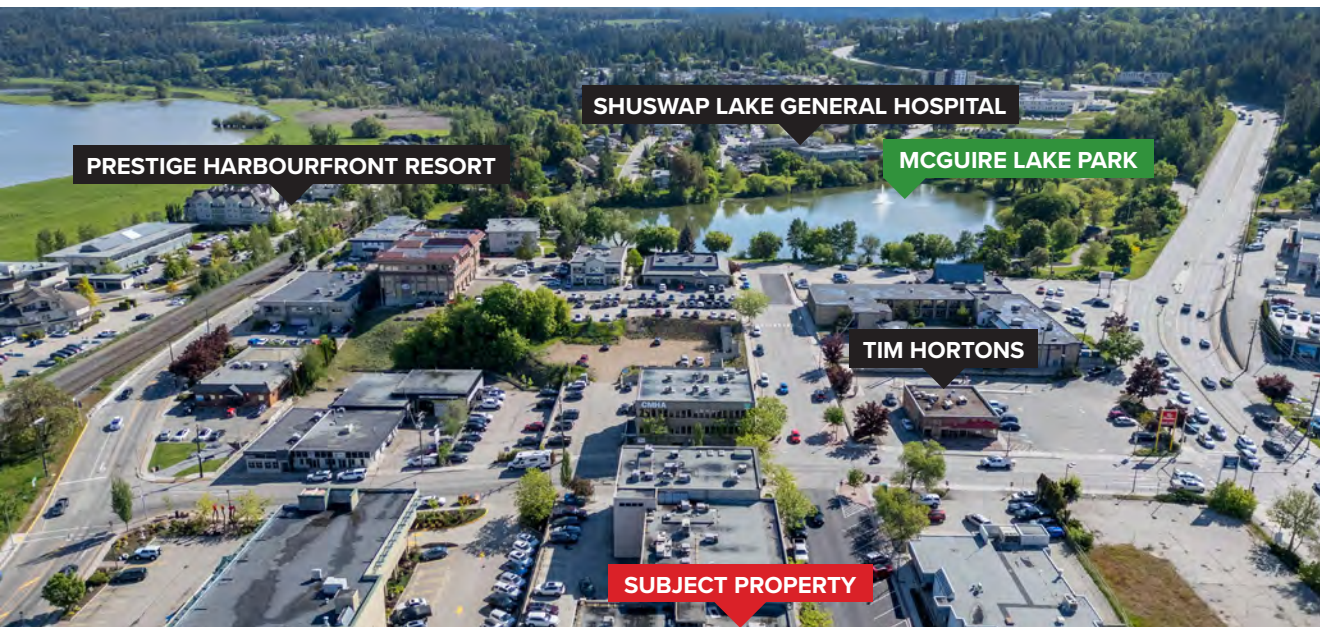 SHUSWAP LAKE GENERAL HOSPITAL
MCGUIRE LAKE PARK
PRESTIGE HARBOURFRONT RESORT
TIM HORTONS
CMHA
SUBJECT PROPERTY